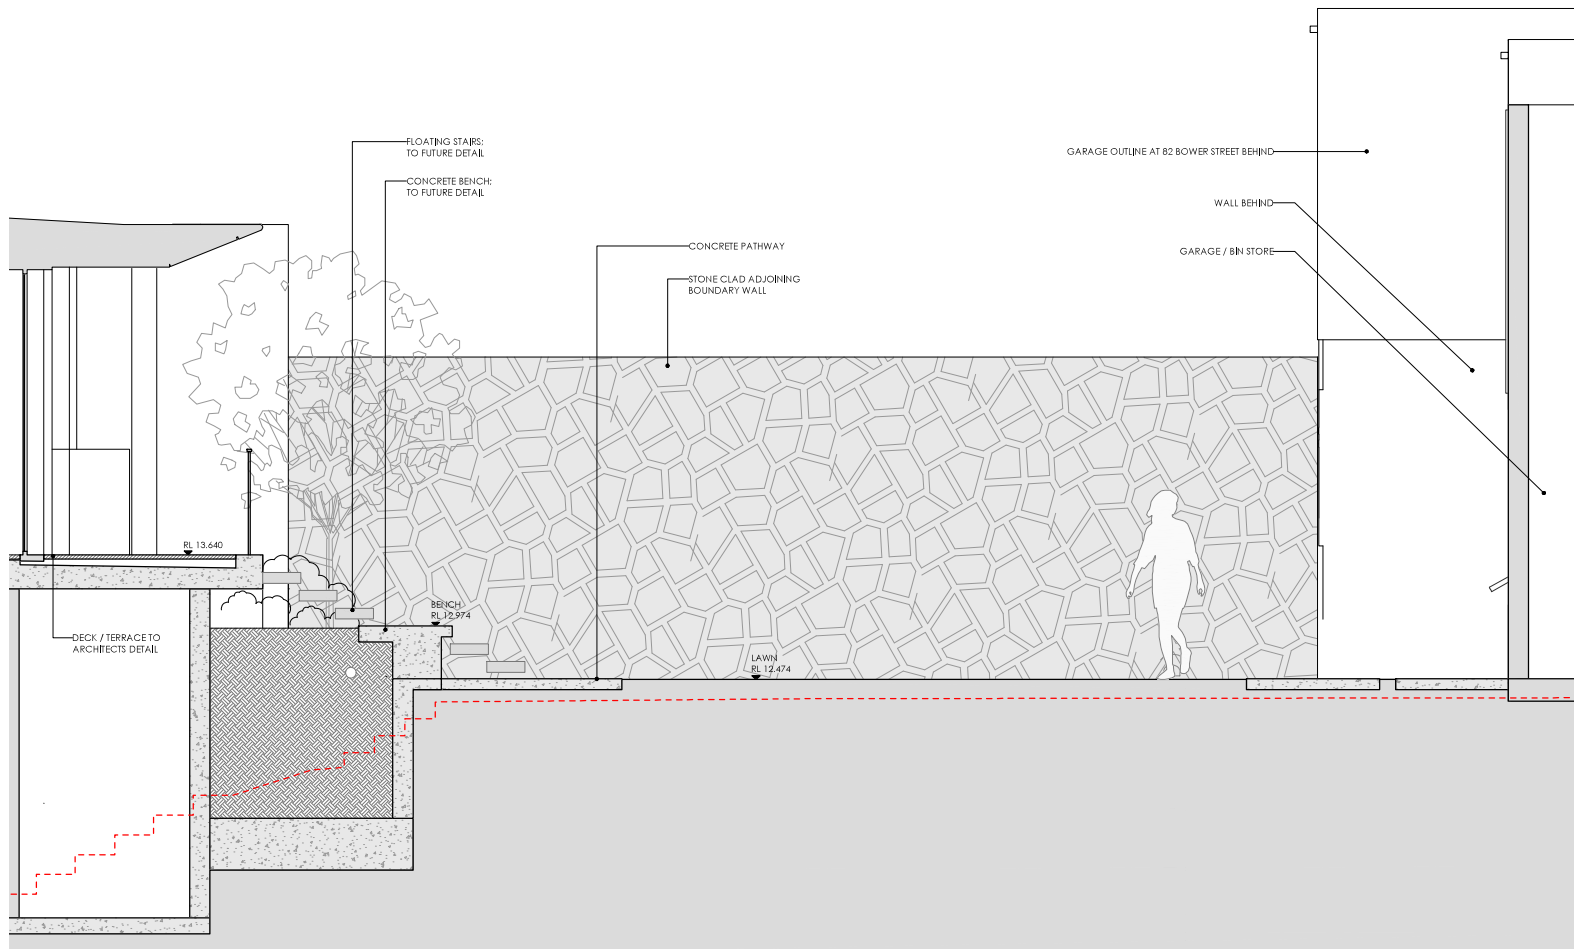 FLOATING STAIRS;
TO FUTURE DETAIL
CONCRETE BENCH;
TO FUTURE DETAIL
CONCRETE PATHWAY
STONE CLAD ADJOINING
BOUNDARY WALL
GARAGE OUTLINE AT 82 BOWER STREET BEHIND
WALL BEHIND
GARAGE / BIN STORE
RL 13.640
BENCH
RL 12.974
DECK / TERRACE TO
ARCHITECTS DETAIL
LAWN
RL 12.474